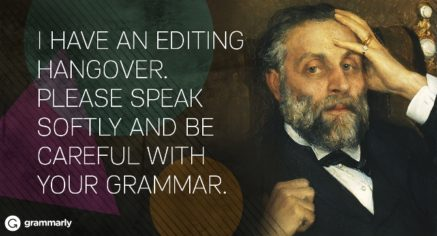 I HAVE AN EDITING
HANGOVER.
PLEASE SPEAK
SOFTLY AND BE
CAREFUL WITH
YOUR GRAMMAR.
grammarly